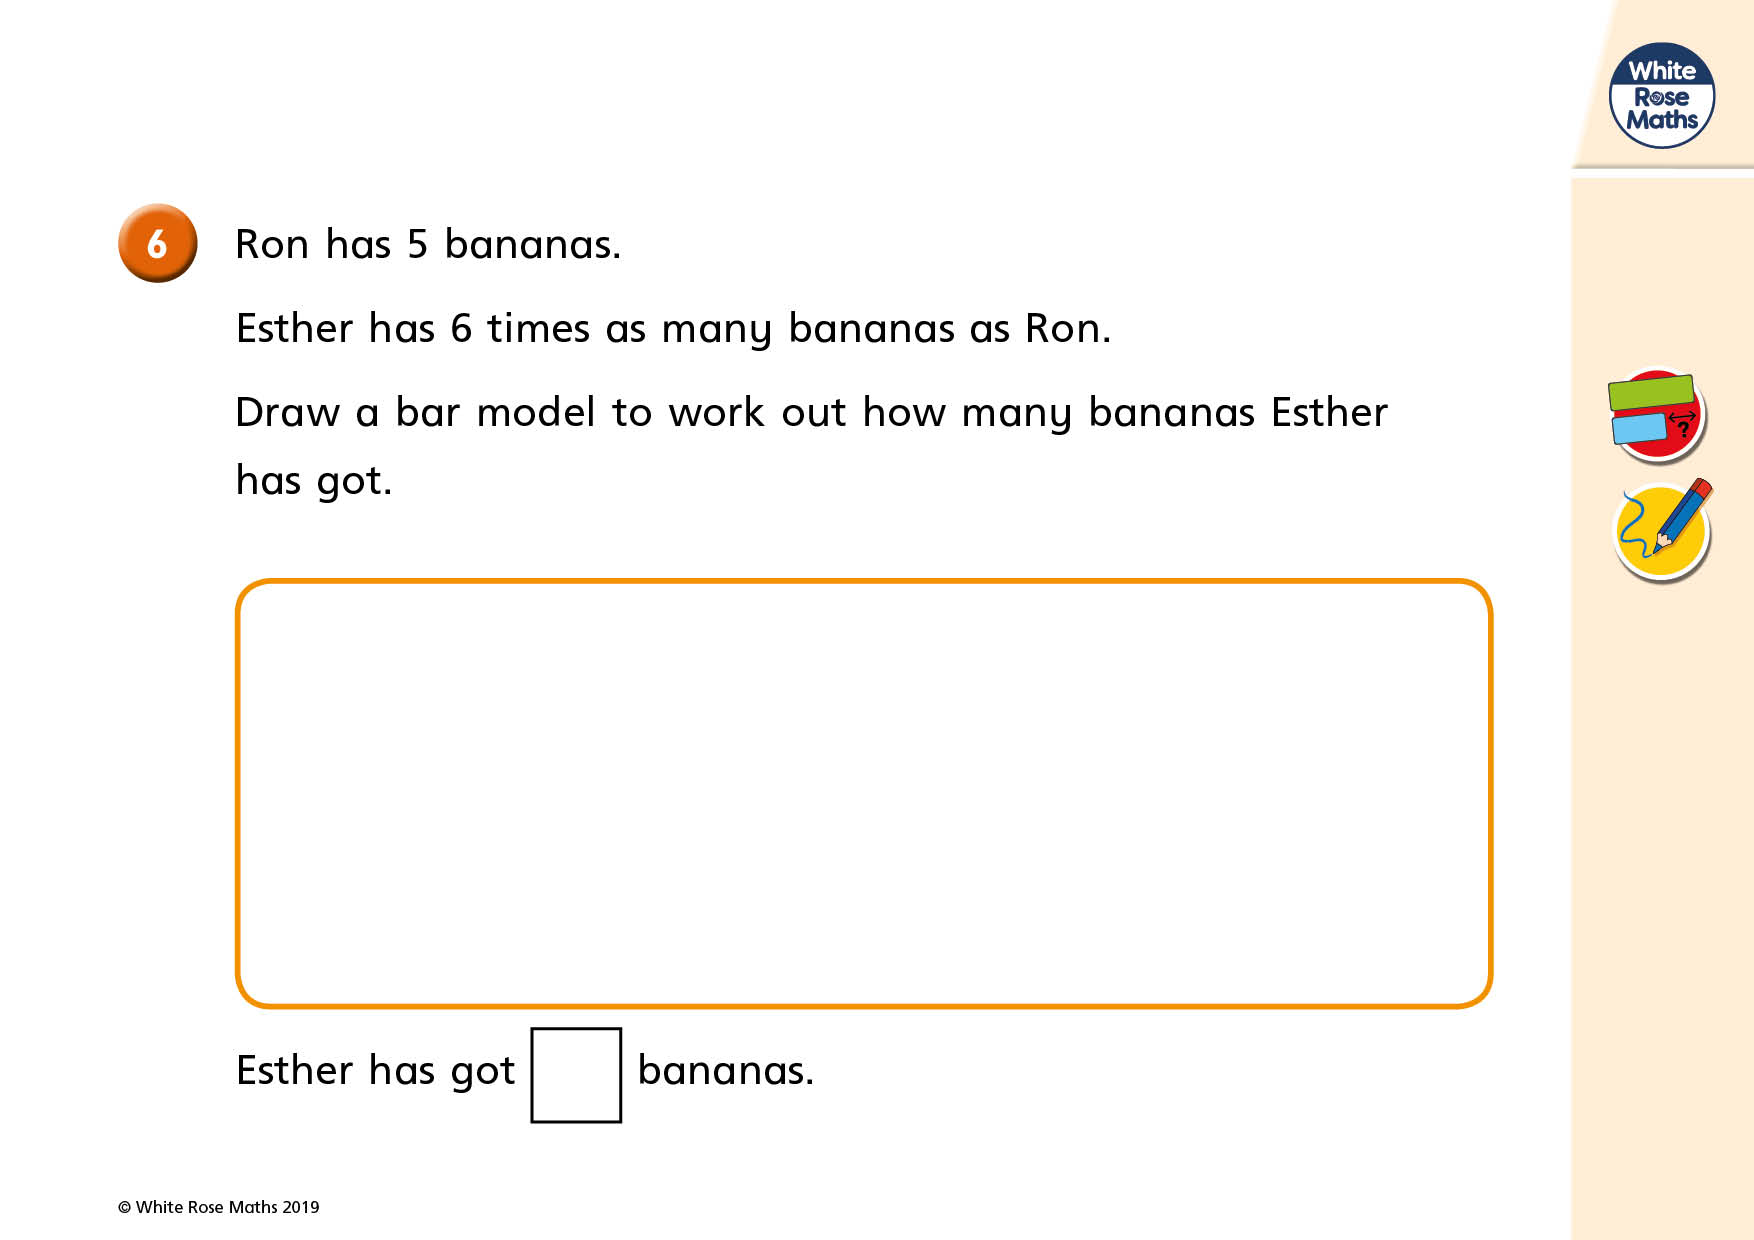 White
Rose
Maths
6 Ron has 5 bananas.
Esther has 6 times as many bananas as Ron.
Draw a bar model to work out how many bananas Esther
has got.
?
Esther has got bananas.
© White Rose Maths 2019